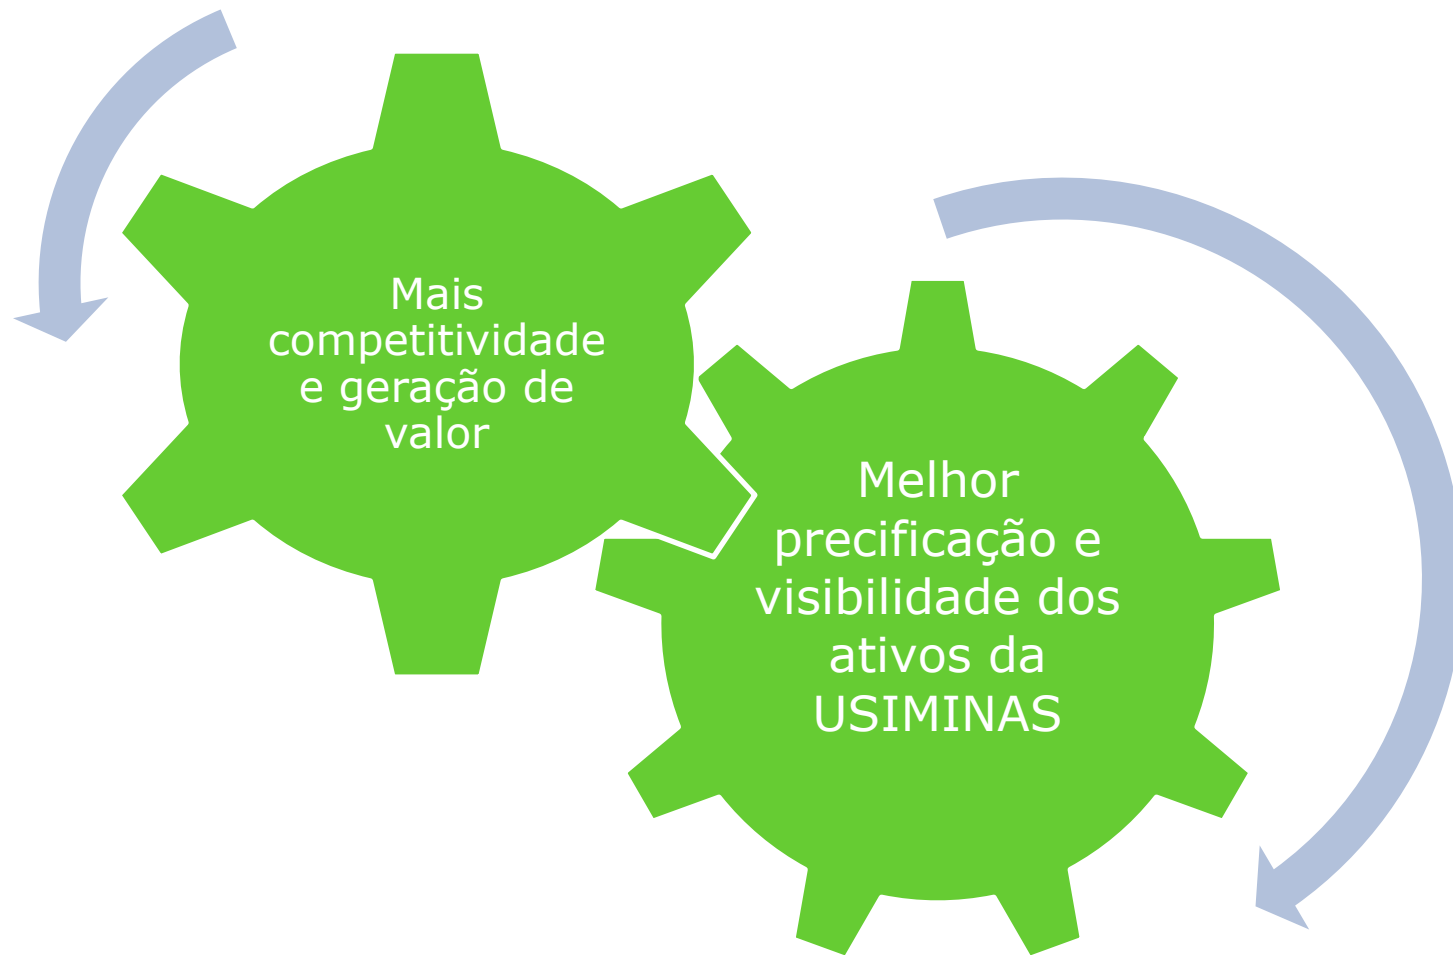 Mais
competitividade
e geração de
valor
Melhor
precificação e
visibilidade dos
ativos da
USIMINAS